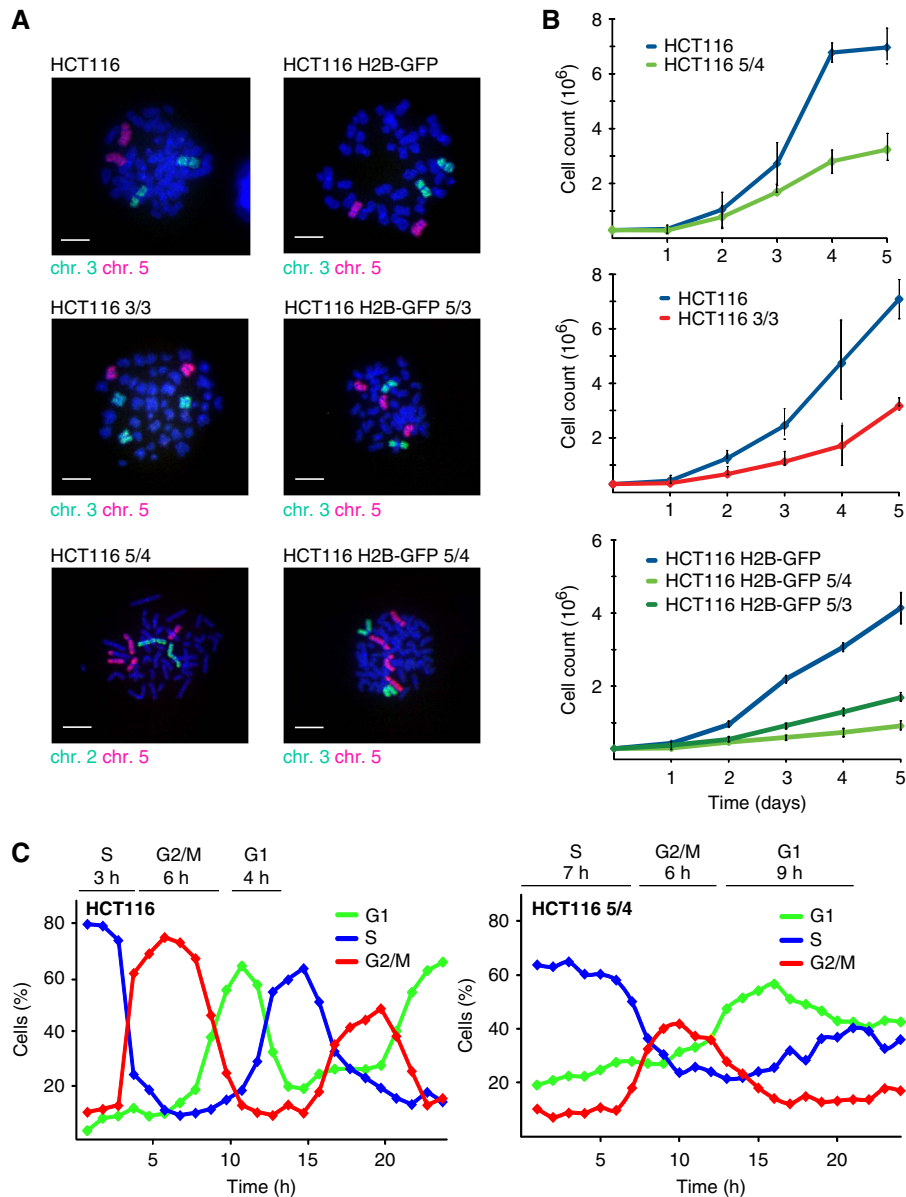 A
HCT116
chr. 3 chr. 5
HCT116 H2B-GFP
chr. 3 chr. 5
HCT116 3/3
chr. 3 chr. 5
HCT116 H2B-GFP 5/3
chr. 3 chr. 5
HCT116 5/4
chr. 2 chr. 5
HCT116 H2B-GFP 5/4
chr. 3 chr. 5
B
Cell count (10⁶)
8
6
4
2
HCT116
HCT116 5/4
1 2 3 4 5
Cell count (10⁶)
8
6
4
2
HCT116
HCT116 3/3
1 2 3 4 5
Cell count (10⁶)
6
4
2
HCT116 H2B-GFP
HCT116 H2B-GFP 5/4
HCT116 H2B-GFP 5/3
1 2 3 4 5
Time (days)
C
S
3 h
G2/M
6 h
G1
4 h
HCT116
G1
S
G2/M
Cells (%)
80
60
40
20
5 10 15 20
Time (h)
S
7 h
G2/M
6 h
G1
9 h
HCT116 5/4
G1
S
G2/M
Cells (%)
80
60
40
20
5 10 15 20
Time (h)